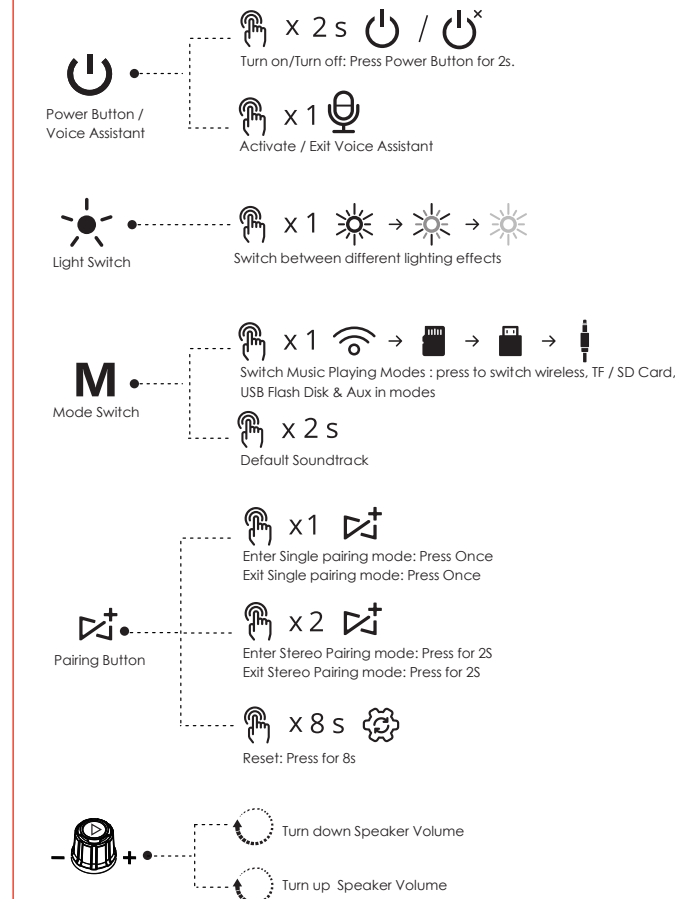 x 2 s /
Turn on/Turn off: Press Power Button for 2s.
Power Button /
Voice Assistant
x 1
Activate / Exit Voice Assistant
x 1 → →
Light Switch
Switch between different lighting effects
x 1 → → →
Switch Music Playing Modes : press to switch wireless, TF / SD Card,
USB Flash Disk & Aux in modes
M
Mode Switch
x 2 s
Default Soundtrack
x1
Enter Single pairing mode: Press Once
Exit Single pairing mode: Press Once
x 2
Enter Stereo Pairing mode: Press for 2S
Exit Stereo Pairing mode: Press for 2S
Pairing Button
x 8 s
Reset: Press for 8s
- +
Turn down Speaker Volume
Turn up Speaker Volume